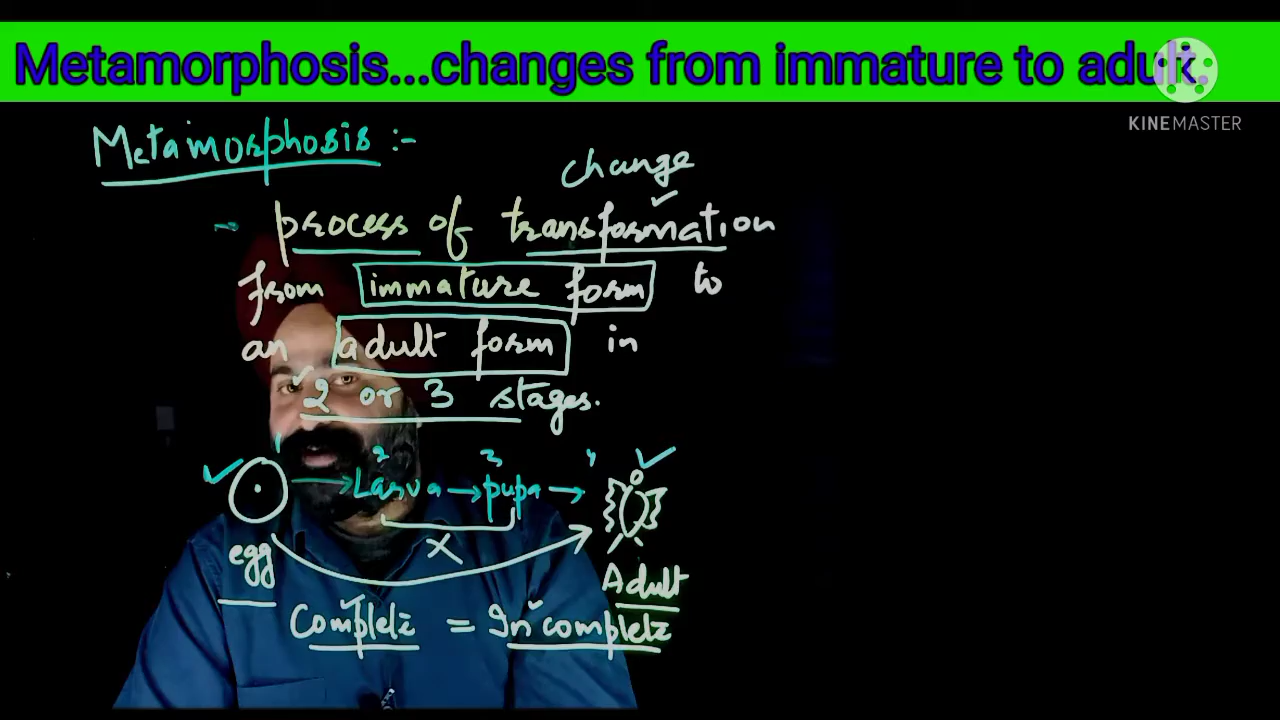 Metamorphosis...changes from immature to adult.
KINEMASTER
Metamorphosis :-
change
process of transformation
from immature form to
an adult form in
2 or 3 stages.
1 2 3 4
Larva pupa
X
egg
Adult
Complete = Incomplete